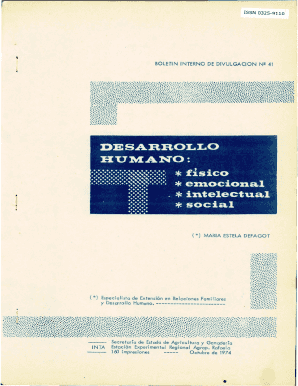 ISSN 0325-9110
BOLETIN INTERNO DE DIVULGACION Nº 41
DESARROLLO
HUMANO:
* físico
* emocional
* intelectual
* social
(*) MARIA ESTELA DEFAGOT
(*) Especialista de Extención en Relaciones Familiares
y Desarrollo Humano.
Secretaría de Estado de Agricultura y Ganadería
INTA Estación Experimental Regional Agrop. Rafaela
160 Impresiones Octubre de 1974